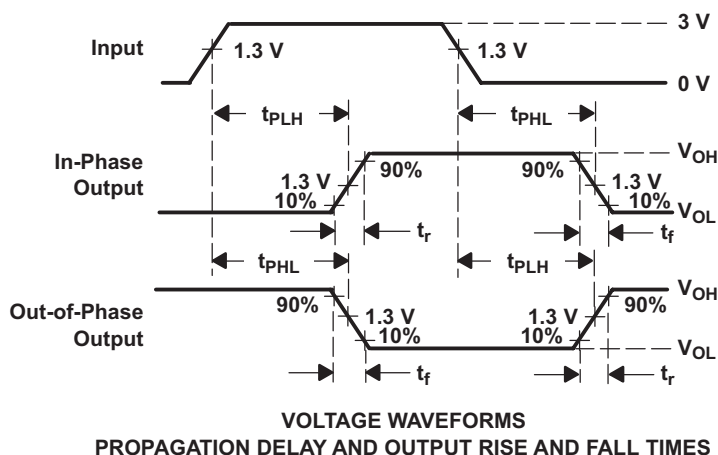 3 V
Input
1.3 V
1.3 V
0 V
tPLH
tPHL
In-Phase
Output
VOH
90%
90%
1.3 V
1.3 V
10%
10%
VOL
tr
tf
tPHL
tPLH
Out-of-Phase
Output
VOH
90%
90%
1.3 V
1.3 V
10%
10%
VOL
tf
tr
VOLTAGE WAVEFORMS
PROPAGATION DELAY AND OUTPUT RISE AND FALL TIMES